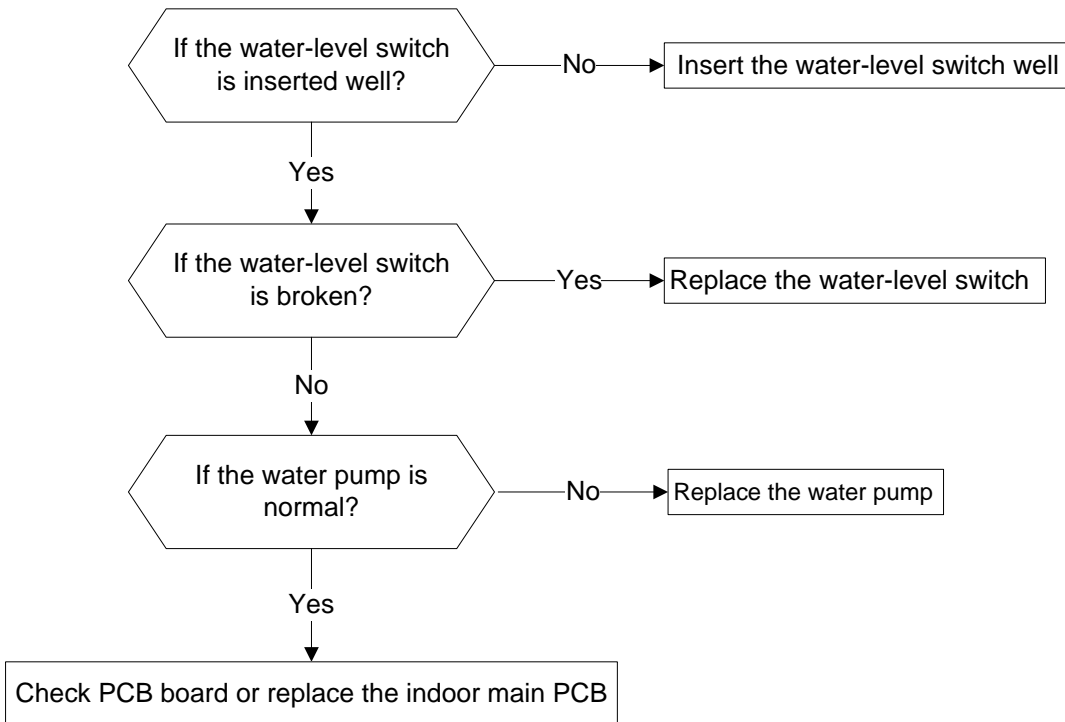 If the water-level switch
is inserted well?
No
Insert the water-level switch well
Yes
If the water-level switch
is broken?
Yes
Replace the water-level switch
No
If the water pump is
normal?
No
Replace the water pump
Yes
Check PCB board or replace the indoor main PCB